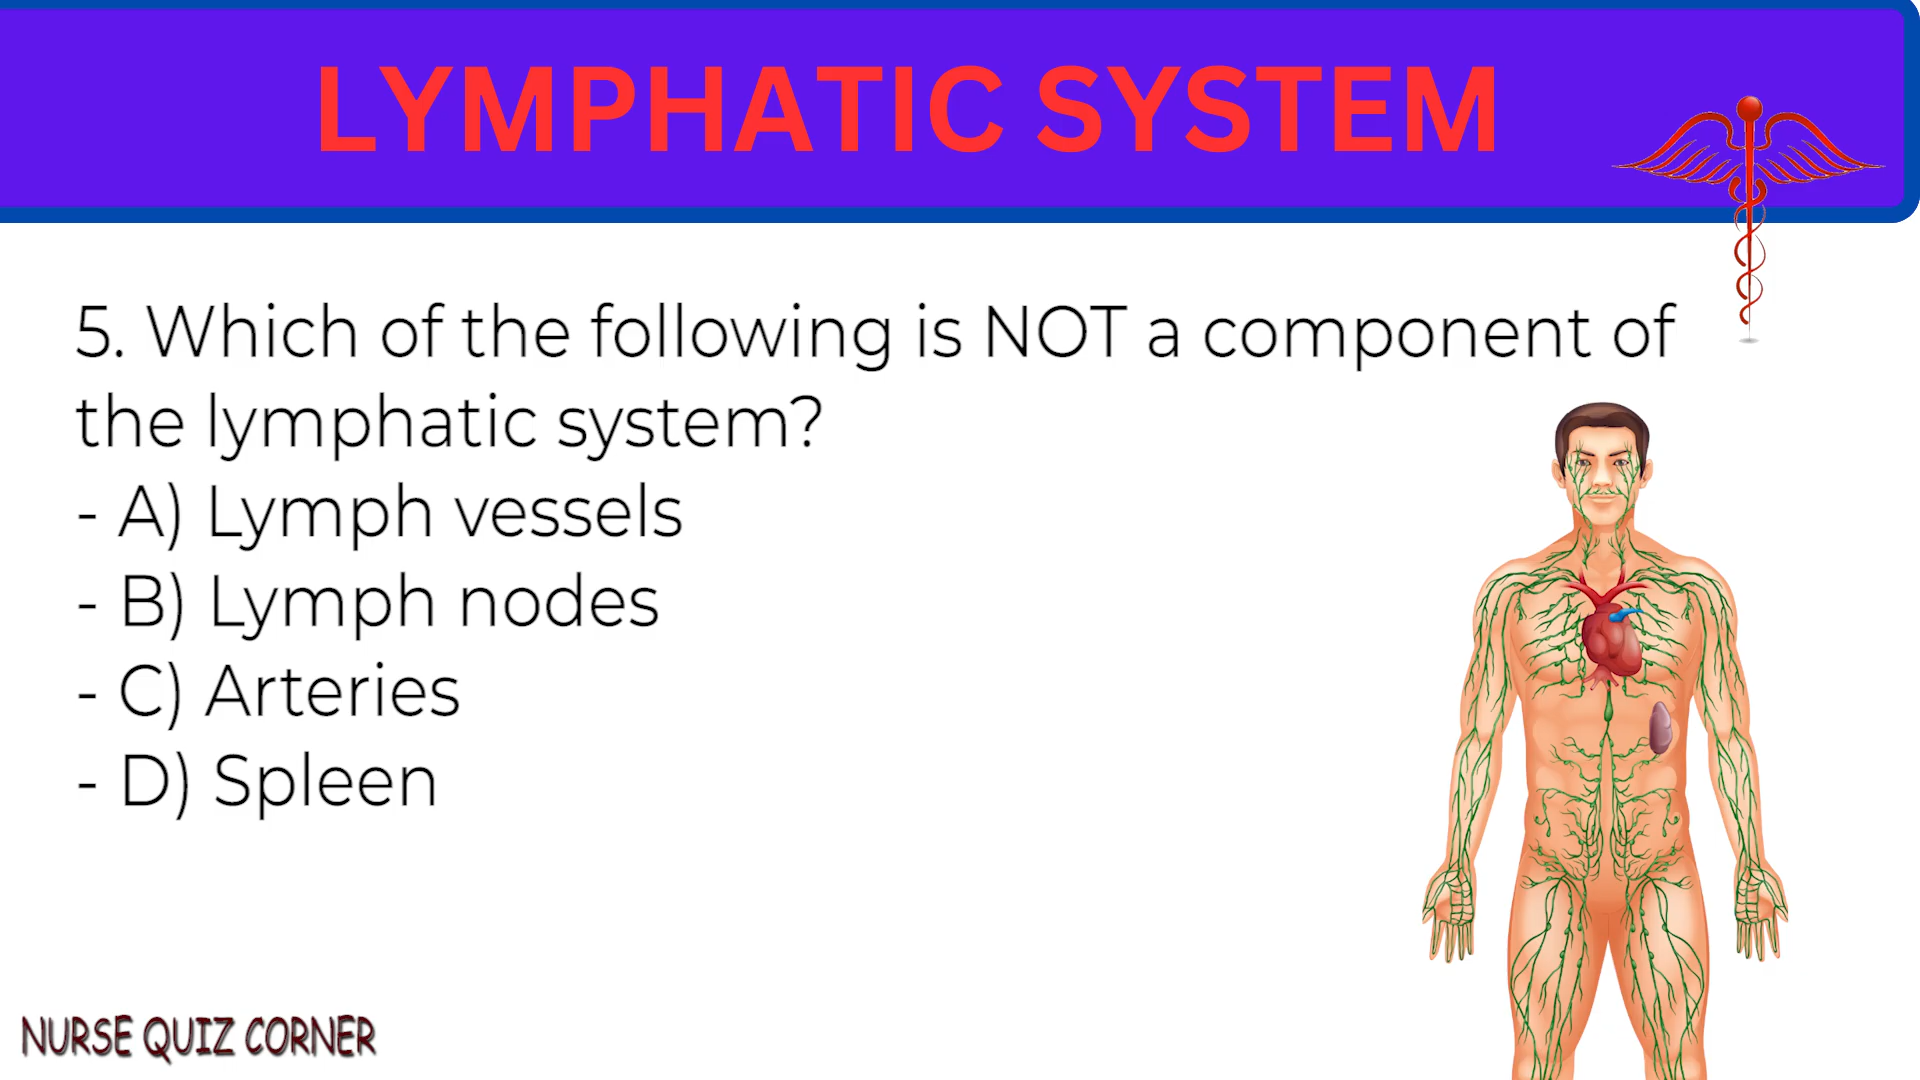 LYMPHATIC SYSTEM
5. Which of the following is NOT a component of
the lymphatic system?
- A) Lymph vessels
- B) Lymph nodes
- C) Arteries
- D) Spleen
NURSE QUIZ CORNER